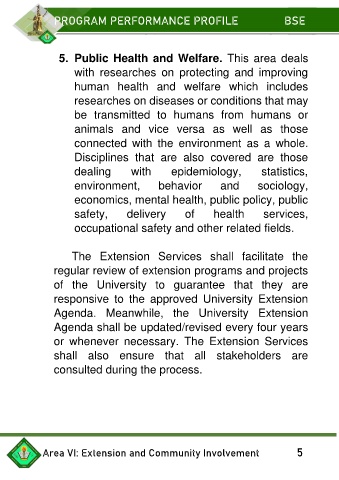 PROGRAM PERFORMANCE PROFILE BSE
5. Public Health and Welfare. This area deals
with researches on protecting and improving
human health and welfare which includes
researches on diseases or conditions that may
be transmitted to humans from humans or
animals and vice versa as well as those
connected with the environment as a whole.
Disciplines that are also covered are those
dealing with epidemiology, statistics,
environment, behavior and sociology,
economics, mental health, public policy, public
safety, delivery of health services,
occupational safety and other related fields.
The Extension Services shall facilitate the
regular review of extension programs and projects
of the University to guarantee that they are
responsive to the approved University Extension
Agenda. Meanwhile, the University Extension
Agenda shall be updated/revised every four years
or whenever necessary. The Extension Services
shall also ensure that all stakeholders are
consulted during the process.
Area VI: Extension and Community Involvement 5